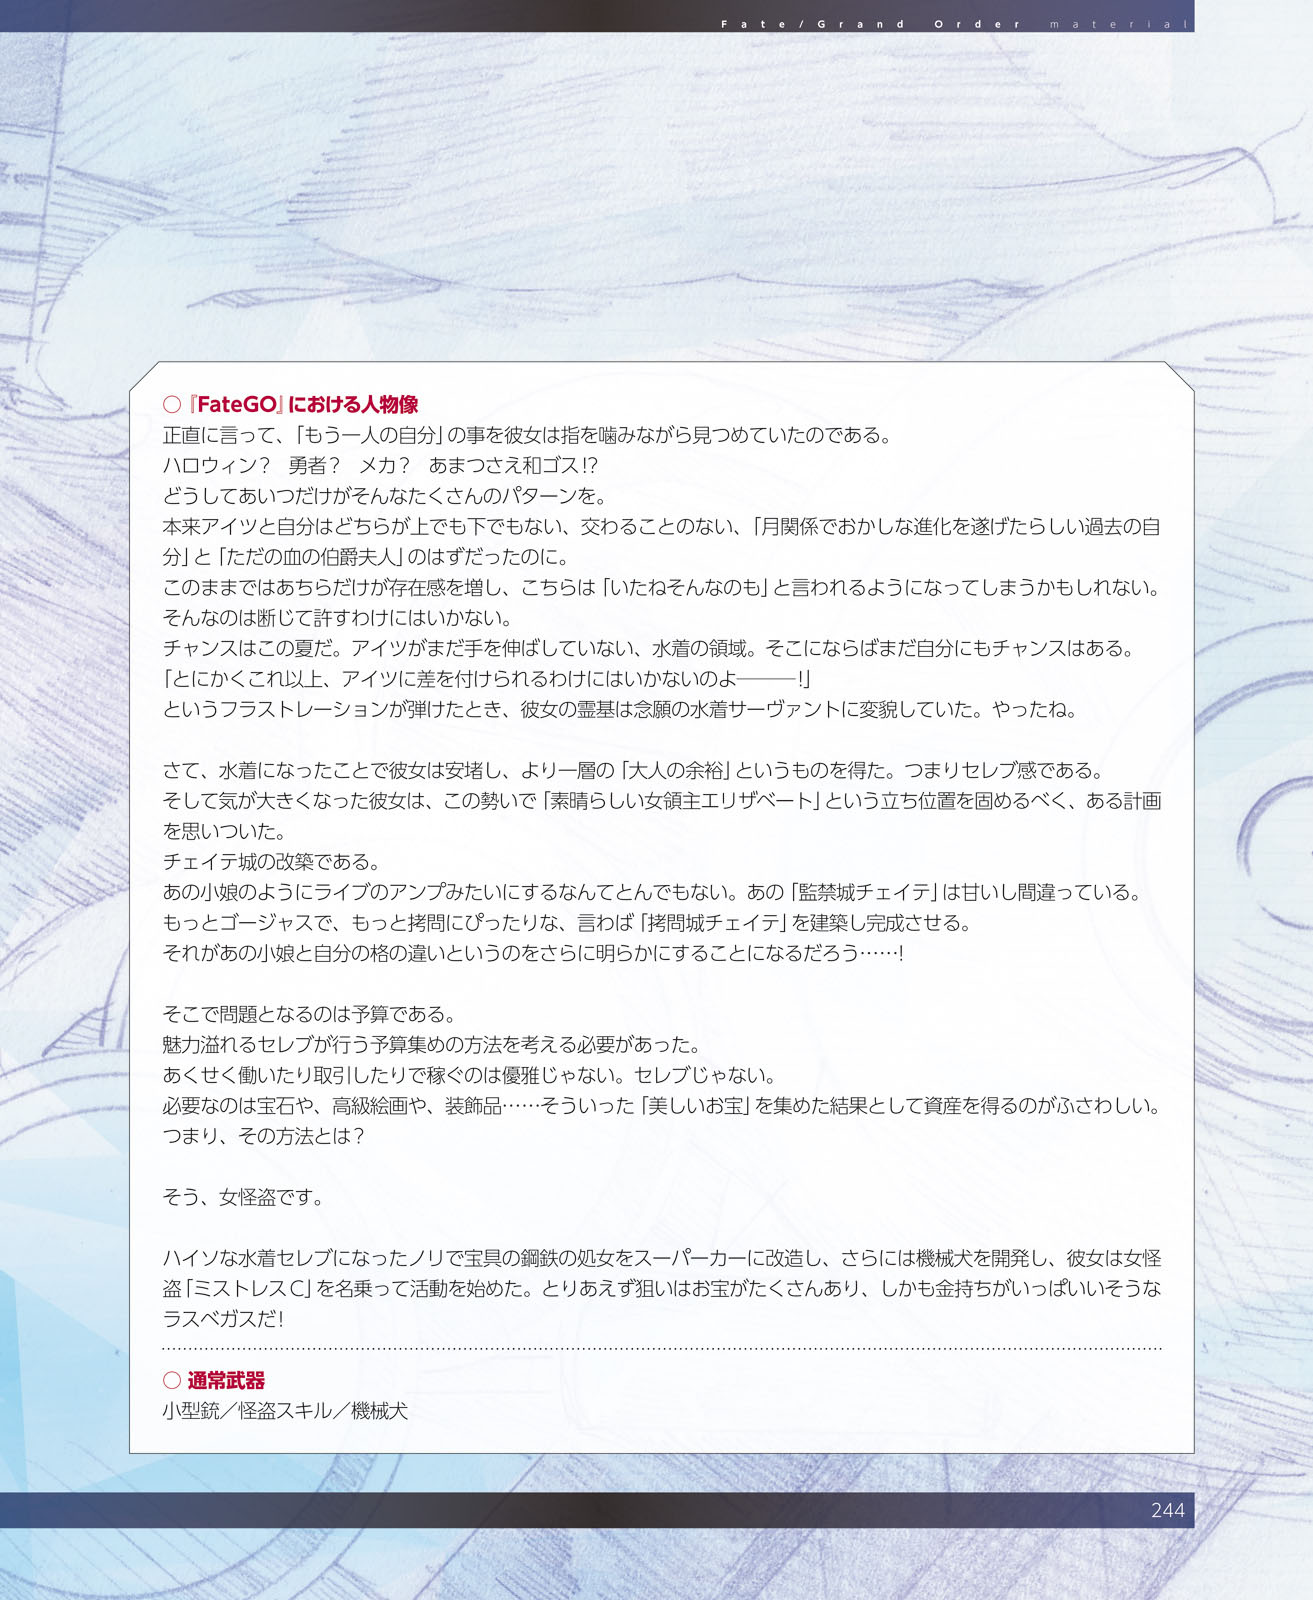 Fate/Grand Order material
○『FateGO』における人物像
正直に言って、「もう一人の自分」の事を彼女は指を噛みながら見つめていたのである。
ハロウィン？　勇者？　メカ？　あまつさえ和ゴス!?
どうしてあいつだけがそんなたくさんのパターンを。
本来アイツと自分はどちらが上でも下でもない、交わることのない、「月関係でおかしな進化を遂げたらしい過去の自
分」と「ただの血の伯爵夫人」のはずだったのに。
このままではあちらだけが存在感を増し、こちらは「いたねそんなのも」と言われるようになってしまうかもしれない。
そんなのは断じて許すわけにはいかない。
チャンスはこの夏だ。アイツがまだ手を伸ばしていない、水着の領域。そこにならばまだ自分にもチャンスはある。
「とにかくこれ以上、アイツに差を付けられるわけにはいかないのよ―――！」
というフラストレーションが弾けたとき、彼女の霊基は念願の水着サーヴァントに変貌していた。やったね。
さて、水着になったことで彼女は安堵し、より一層の「大人の余裕」というものを得た。つまりセレブ感である。
そして気が大きくなった彼女は、この勢いで「素晴らしい女領主エリザベート」という立ち位置を固めるべく、ある計画
を思いついた。
チェイテ城の改築である。
あの小娘のようにライブのアンプみたいにするなんてとんでもない。あの「監禁城チェイテ」は甘いし間違っている。
もっとゴージャスで、もっと拷問にぴったりな、言わば「拷問城チェイテ」を建築し完成させる。
それがあの小娘と自分の格の違いというのをさらに明らかにすることになるだろう……！
そこで問題となるのは予算である。
魅力溢れるセレブが行う予算集めの方法を考える必要があった。
あくせく働いたり取引したりで稼ぐのは優雅じゃない。セレブじゃない。
必要なのは宝石や、高級絵画や、装飾品……そういった「美しいお宝」を集めた結果として資産を得るのがふさわしい。
つまり、その方法とは？
そう、女怪盗です。
ハイソな水着セレブになったノリで宝具の鋼鉄の処女をスーパーカーに改造し、さらには機械犬を開発し、彼女は女怪
盗「ミストレスＣ」を名乗って活動を始めた。とりあえず狙いはお宝がたくさんあり、しかも金持ちがいっぱいいそうな
ラスベガスだ！
○ 通常武器
小型銃／怪盗スキル／機械犬
244